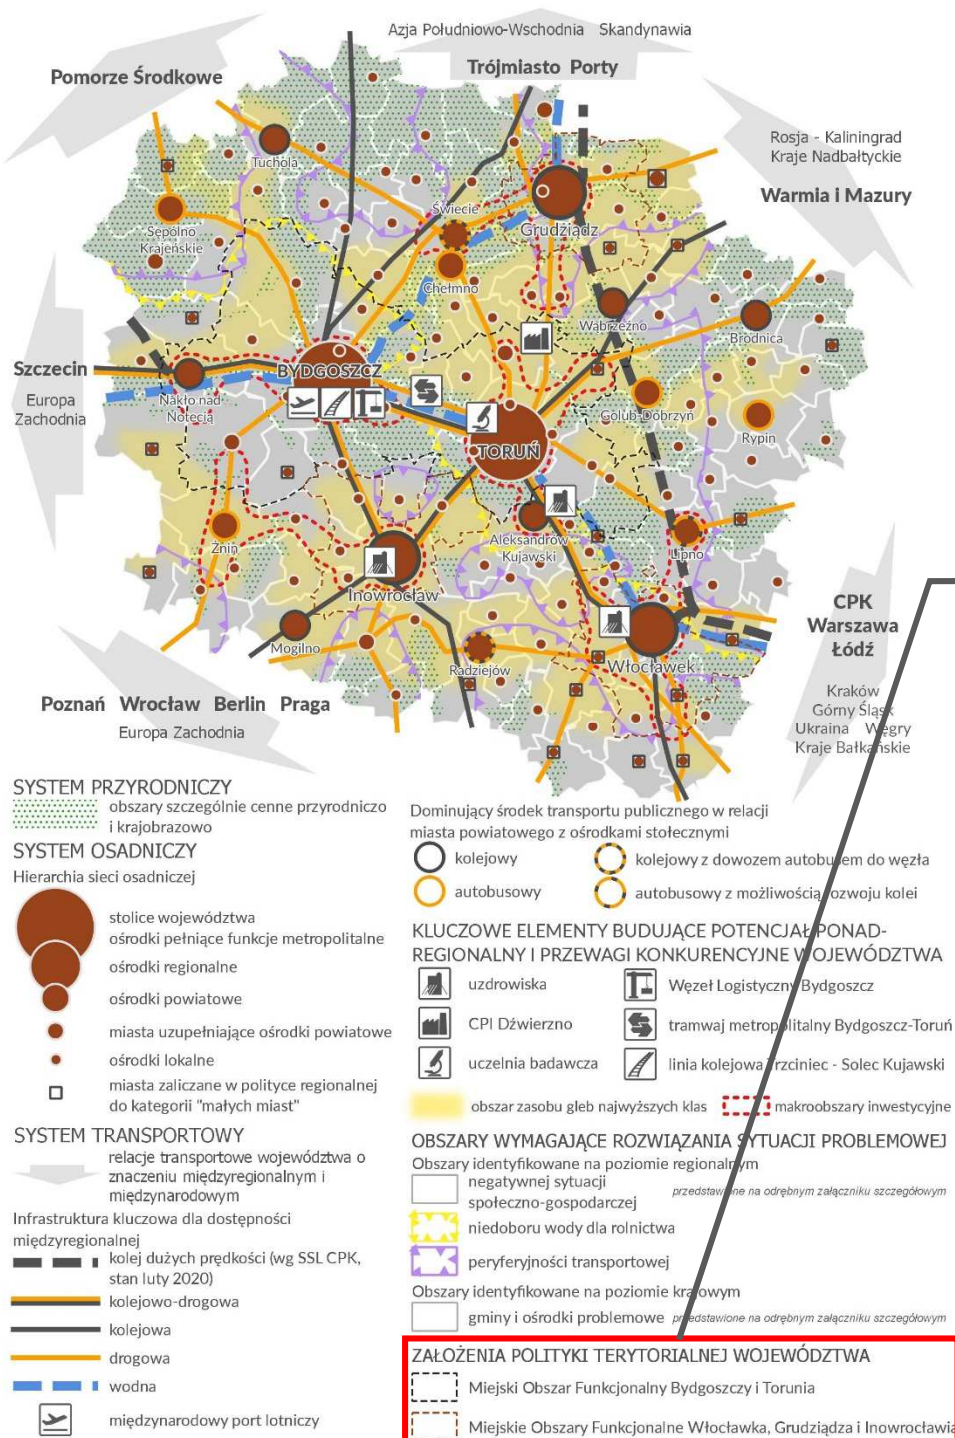 Azja Południowo-Wschodnia Skandynawia
Pomorze Środkowe
Trójmiasto Porty
Rosja - Kaliningrad
Kraje Nadbałtyckie
Warmia i Mazury
Tuchola
Świecie
Sępólno
Krajeńskie
Grudziądz
Chełmno
Wąbrzeźno
Brodnica
Szczecin
Europa
Zachodnia
BYDGOSZCZ
Nakło nad
Notecią
Golub-Dobrzyń
Rypin
TORUŃ
Żnin
Aleksandrów
Kujawski
Lipno
Inowrocław
CPK
Warszawa
Łódź
Mogilno
Radziejów
Włocławek
Poznań Wrocław Berlin Praga
Europa Zachodnia
Kraków
Górny Śląsk
Ukraina Węgry
Kraje Bałkańskie
SYSTEM PRZYRODNICZY
obszary szczególnie cenne przyrodniczo
i krajobrazowo
SYSTEM OSADNICZY
Hierarchia sieci osadniczej
stolice województwa
ośrodki pełniące funkcje metropolitalne
ośrodki regionalne
ośrodki powiatowe
miasta uzupełniające ośrodki powiatowe
ośrodki lokalne
miasta zaliczane w polityce regionalnej
do kategorii "małych miast"
SYSTEM TRANSPORTOWY
relacje transportowe województwa o
znaczeniu międzyregionalnym i
międzynarodowym
Infrastruktura kluczowa dla dostępności
międzyregionalnej
kolej dużych prędkości (wg SSL CPK,
stan luty 2020)
kolejowo-drogowa
kolejowa
drogowa
wodna
międzynarodowy port lotniczy
Dominujący środek transportu publicznego w relacji
miasta powiatowego z ośrodkami stołecznymi
kolejowy
kolejowy z dowozem autobusem do węzła
autobusowy
autobusowy z możliwością rozwoju kolei
KLUCZOWE ELEMENTY BUDUJĄCE POTENCJAŁ PONAD-
REGIONALNY I PRZEWAGI KONKURENCYJNE WOJEWÓDZTWA
uzdrowiska
Węzeł Logistyczny Bydgoszcz
CPI Dźwierzno
tramwaj metropolitalny Bydgoszcz-Toruń
uczelnia badawcza
linia kolejowa Trzciniec - Solec Kujawski
obszar zasobu gleb najwyższych klas
makroobszary inwestycyjne
OBSZARY WYMAGAJĄCE ROZWIĄZANIA SYTUACJI PROBLEMOWEJ
Obszary identyfikowane na poziomie regionalnym
negatywnej sytuacji
społeczno-gospodarczej
przedstawione na odrębnym załączniku szczegółowym
niedoboru wody dla rolnictwa
peryferyjności transportowej
Obszary identyfikowane na poziomie krajowym
gminy i ośrodki problemowe przedstawione na odrębnym załączniku szczegółowym
ZAŁOŻENIA POLITYKI TERYTORIALNEJ WOJEWÓDZTWA
Miejski Obszar Funkcjonalny Bydgoszczy i Torunia
Miejskie Obszary Funkcjonalne Włocławka, Grudziądza i Inowrocławia